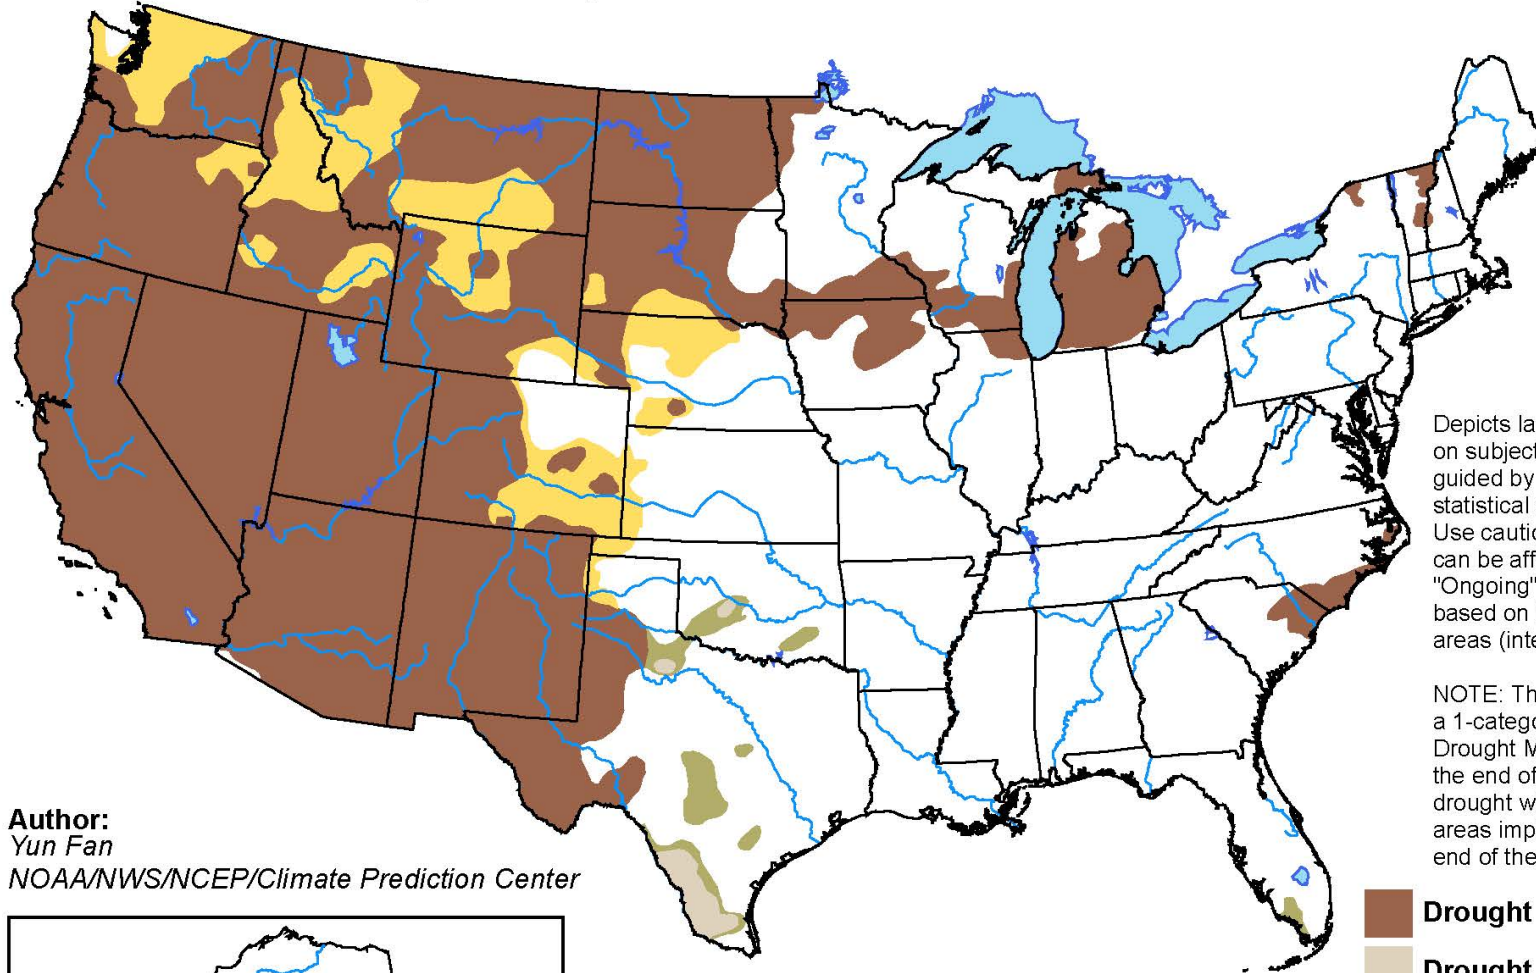 Depicts la
on subject
guided by
statistical
Use cautio
can be affe
"Ongoing"
based on
areas (inte
NOTE: Th
a 1-catego
Drought M
the end of
drought w
areas imp
end of the
Author:
Yun Fan
NOAA/NWS/NCEP/Climate Prediction Center
Drought
Drought